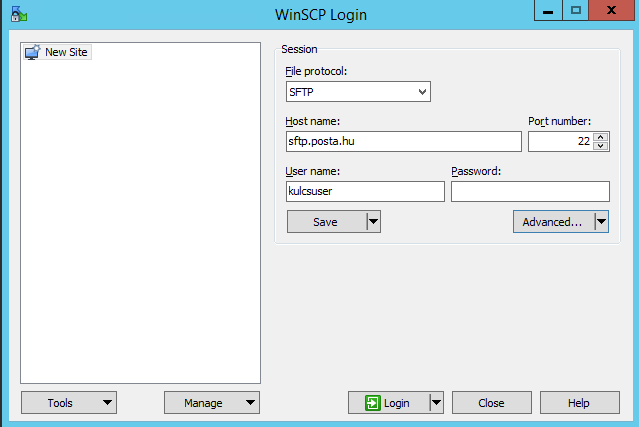 WinSCP Login
New Site
Session
File protocol:
SFTP
Host name:
Port number:
sftp.posta.hu
22
User name:
Password:
kulcsuser
Save
Advanced...
Tools
Manage
Login
Close
Help